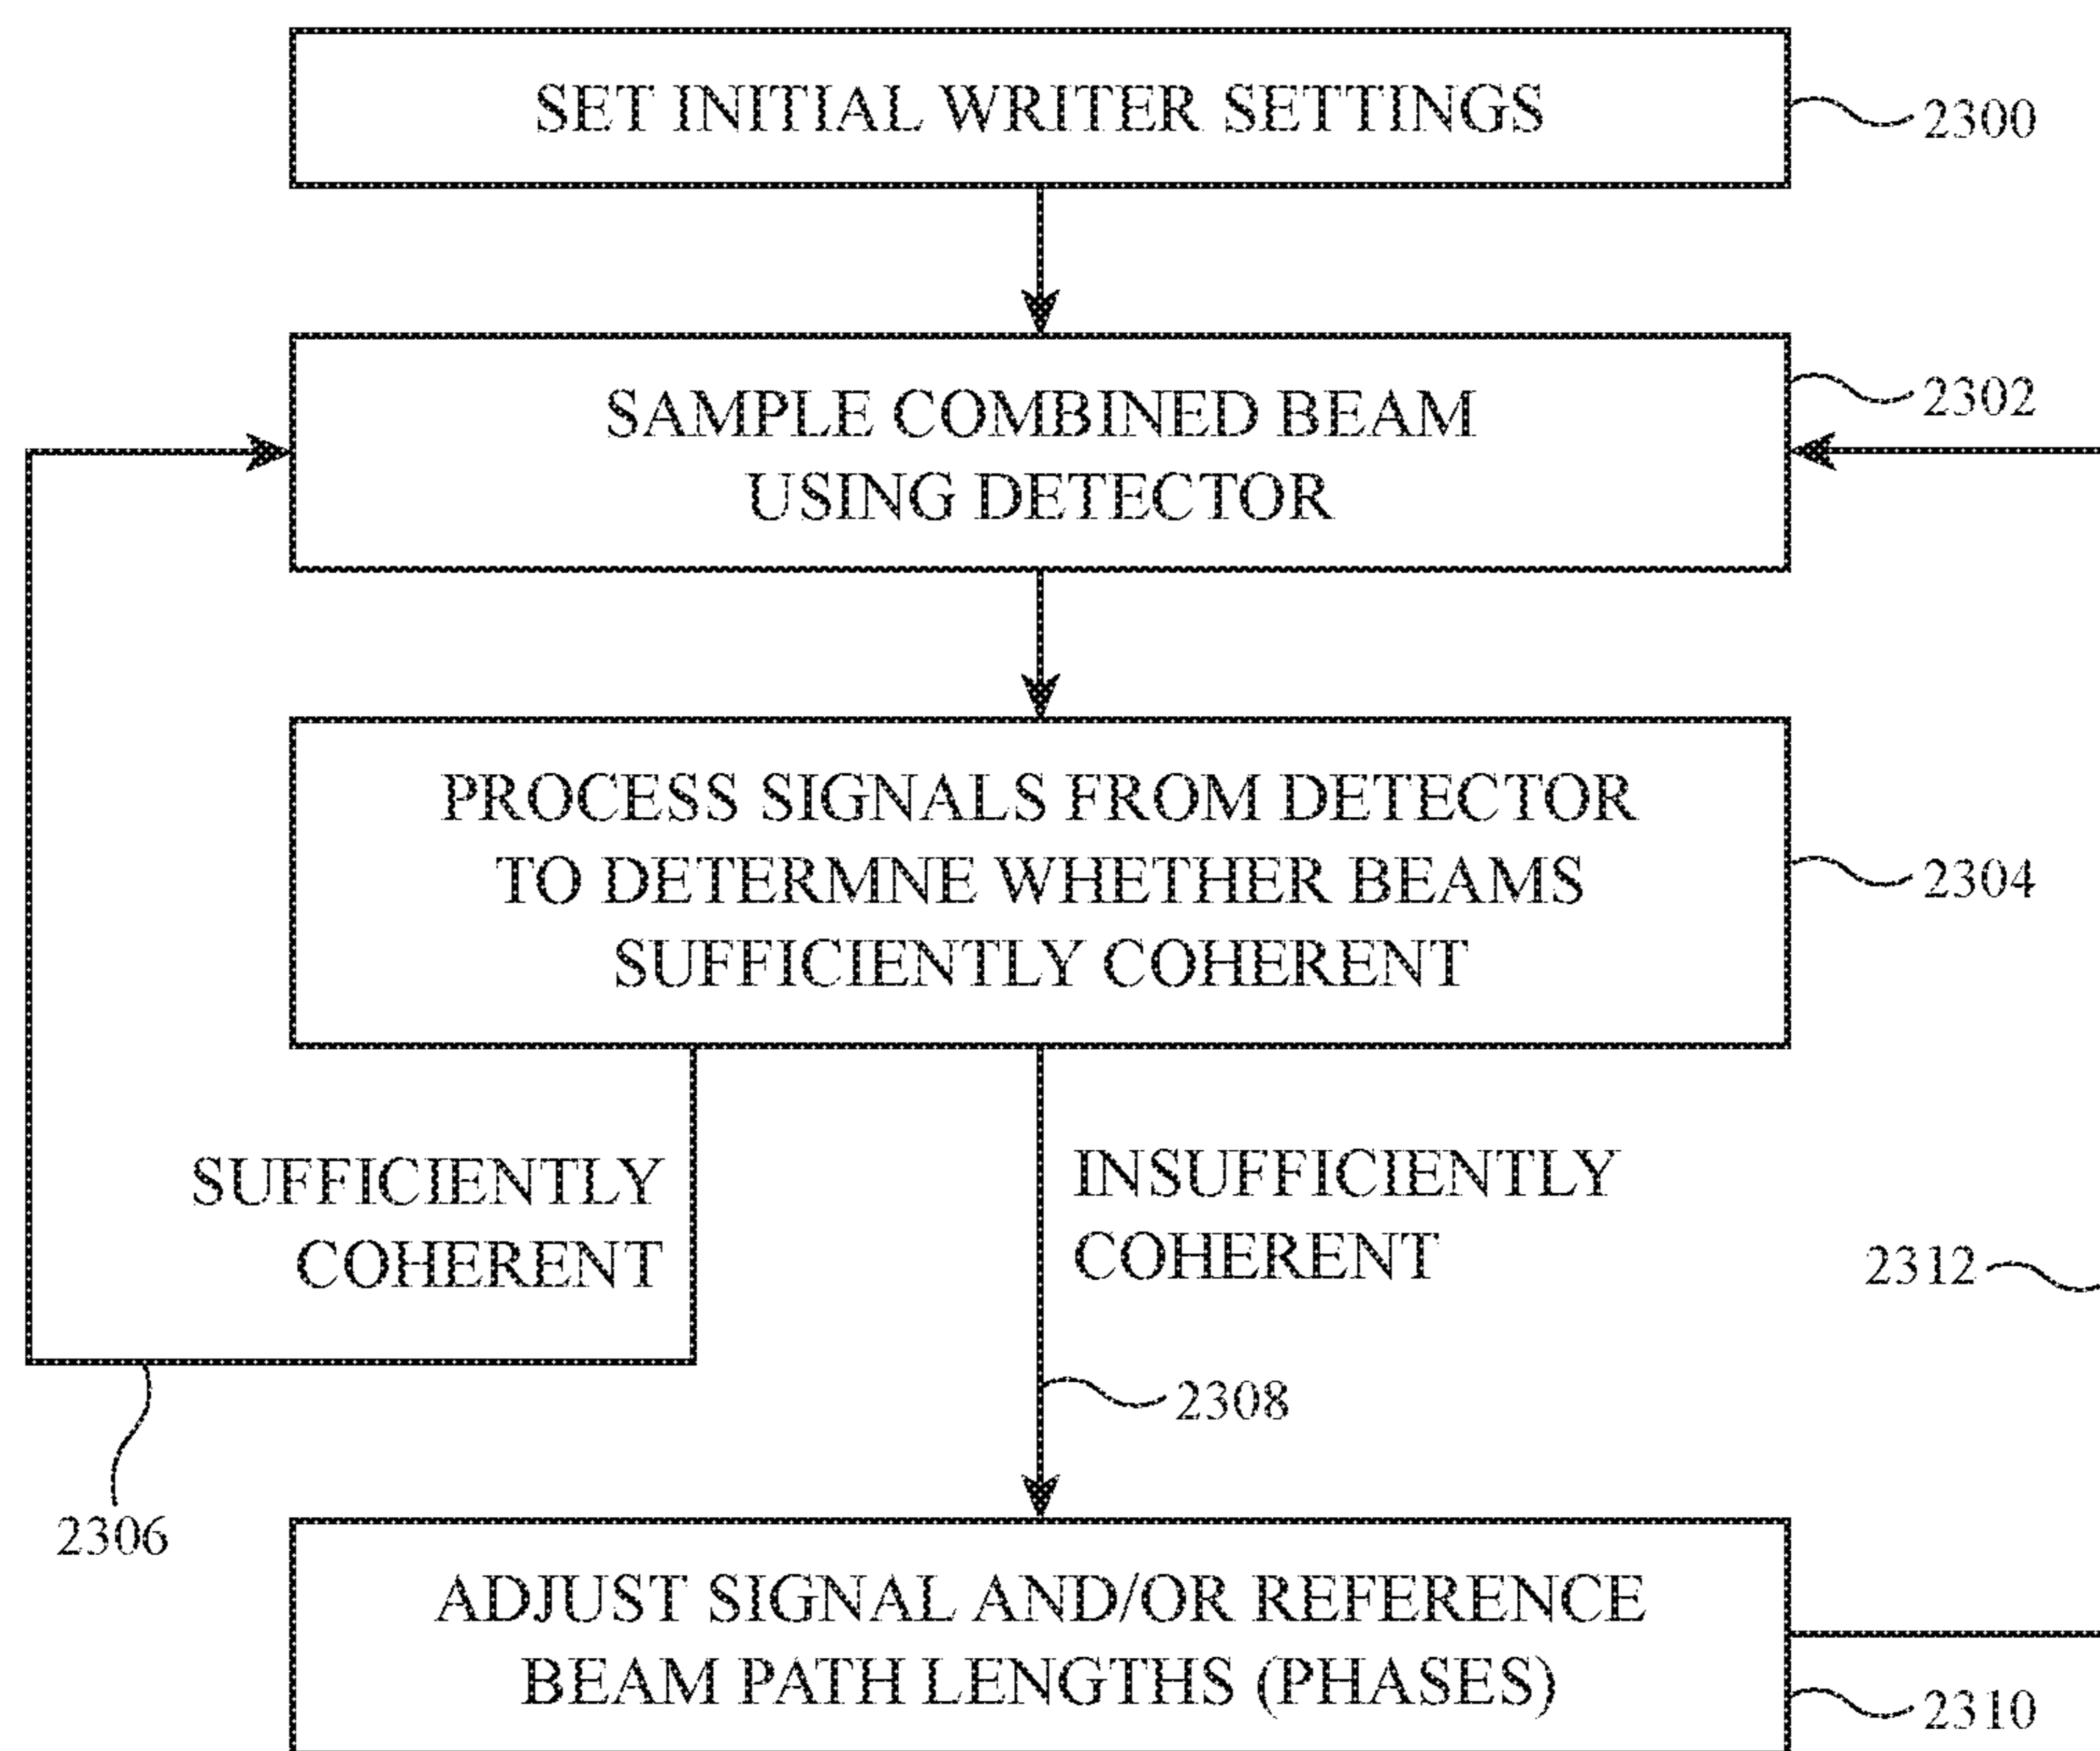 SET INITIAL WRITER SETTINGS
2300
SAMPLE COMBINED BEAM
USING DETECTOR
2302
PROCESS SIGNALS FROM DETECTOR
TO DETERMNE WHETHER BEAMS
SUFFICIENTLY COHERENT
2304
SUFFICIENTLY
COHERENT
INSUFFICIENTLY
COHERENT
2312
2308
2306
ADJUST SIGNAL AND/OR REFERENCE
BEAM PATH LENGTHS (PHASES)
2310